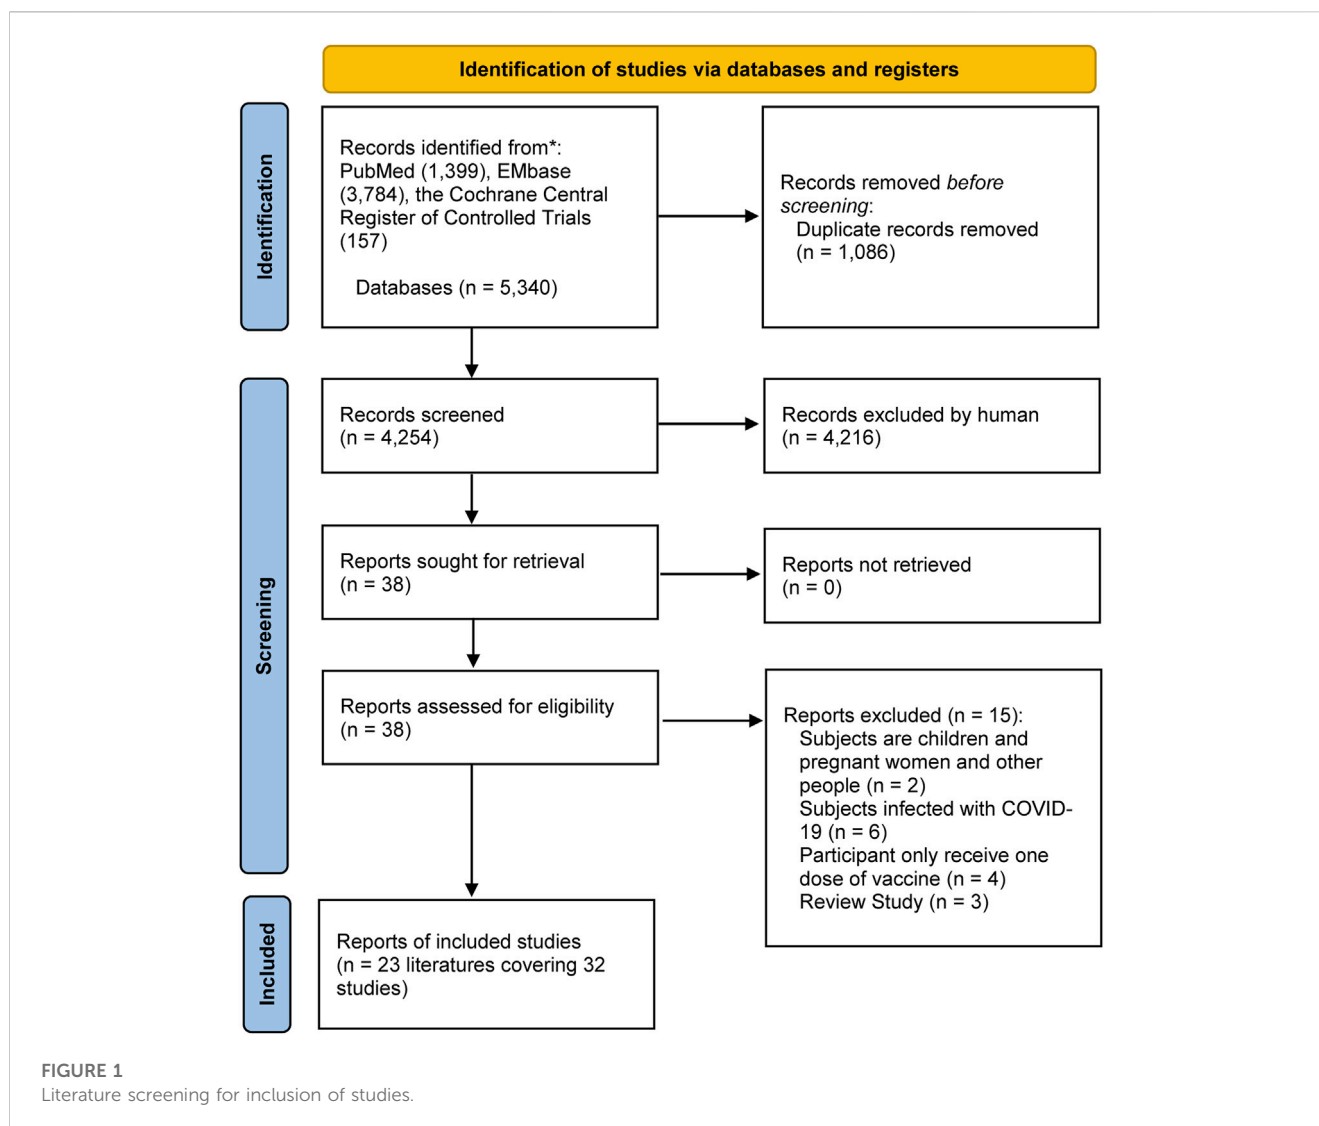 Identification of studies via databases and registers
Identification
Records identified from*:
PubMed (1,399), EMbase
(3,784), the Cochrane Central
Register of Controlled Trials
(157)
Databases (n = 5,340)
Records removed before
screening:
Duplicate records removed
(n = 1,086)
Screening
Records screened
(n = 4,254)
Records excluded by human
(n = 4,216)
Reports sought for retrieval
(n = 38)
Reports not retrieved
(n = 0)
Reports assessed for eligibility
(n = 38)
Reports excluded (n = 15):
Subjects are children and
pregnant women and other
people (n = 2)
Subjects infected with COVID-
19 (n = 6)
Participant only receive one
dose of vaccine (n = 4)
Review Study (n = 3)
Included
Reports of included studies
(n = 23 literatures covering 32
studies)
FIGURE 1
Literature screening for inclusion of studies.